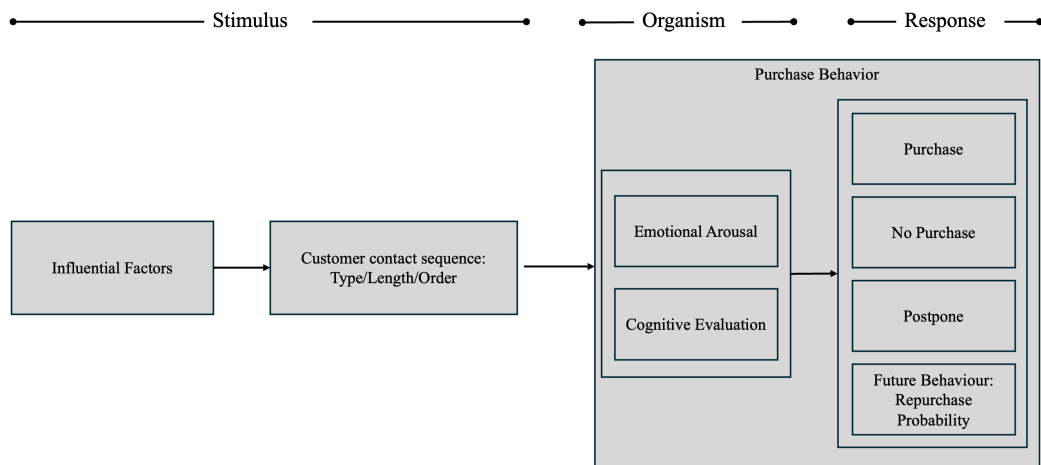 Stimulus
Organism
Response
Purchase Behavior
Influential Factors
Customer contact sequence:
Type/Length/Order
Emotional Arousal
Cognitive Evaluation
Purchase
No Purchase
Postpone
Future Behaviour:
Repurchase
Probability